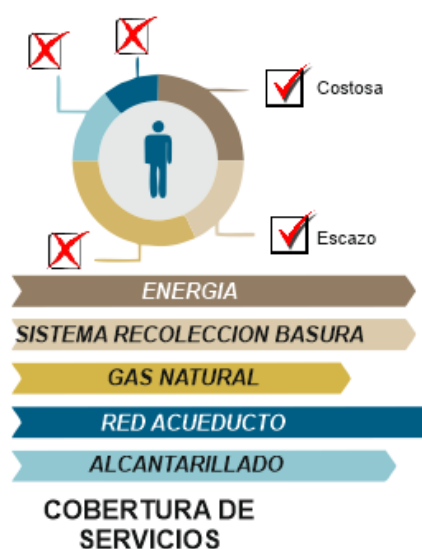 Costosa
Escazo
ENERGIA
SISTEMA RECOLECCION BASURA
GAS NATURAL
RED ACUEDUCTO
ALCANTARILLADO
COBERTURA DE
SERVICIOS